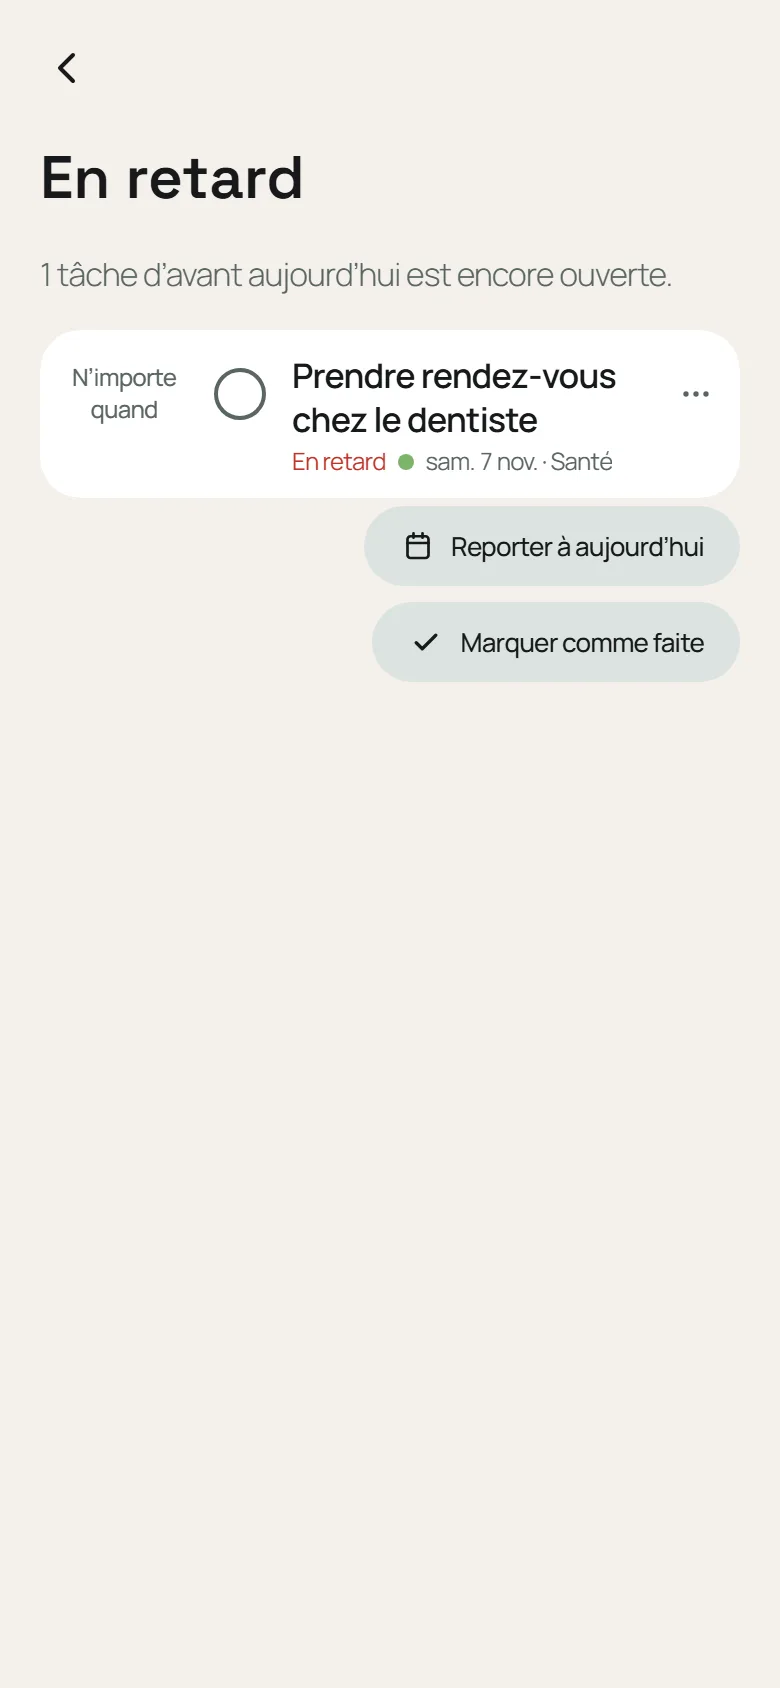 En retard
1 tâche d’avant aujourd’hui est encore ouverte.
N’importe
quand
Prendre rendez-vous
chez le dentiste
En retard sam. 7 nov. · Santé
Reporter à aujourd’hui
Marquer comme faite